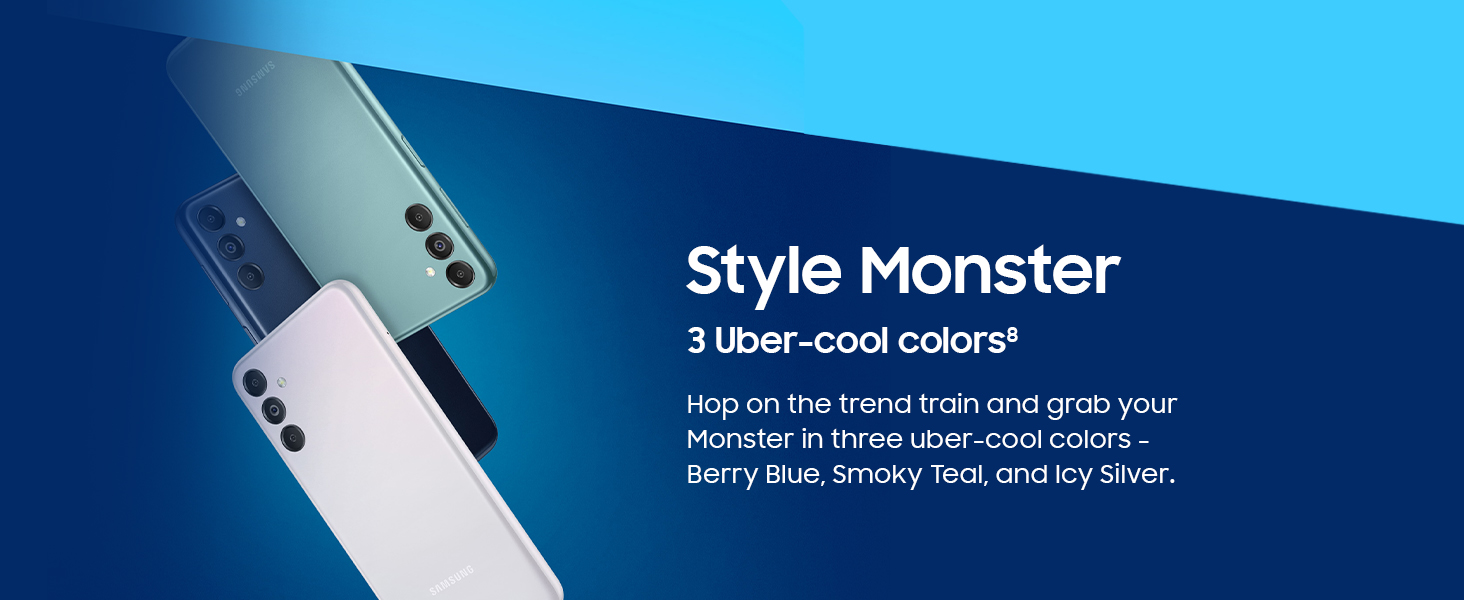 SAMSUNG
Style Monster
3 Uber-cool colors⁸
Hop on the trend train and grab your
Monster in three uber-cool colors -
Berry Blue, Smoky Teal, and Icy Silver.
SAMSUNG